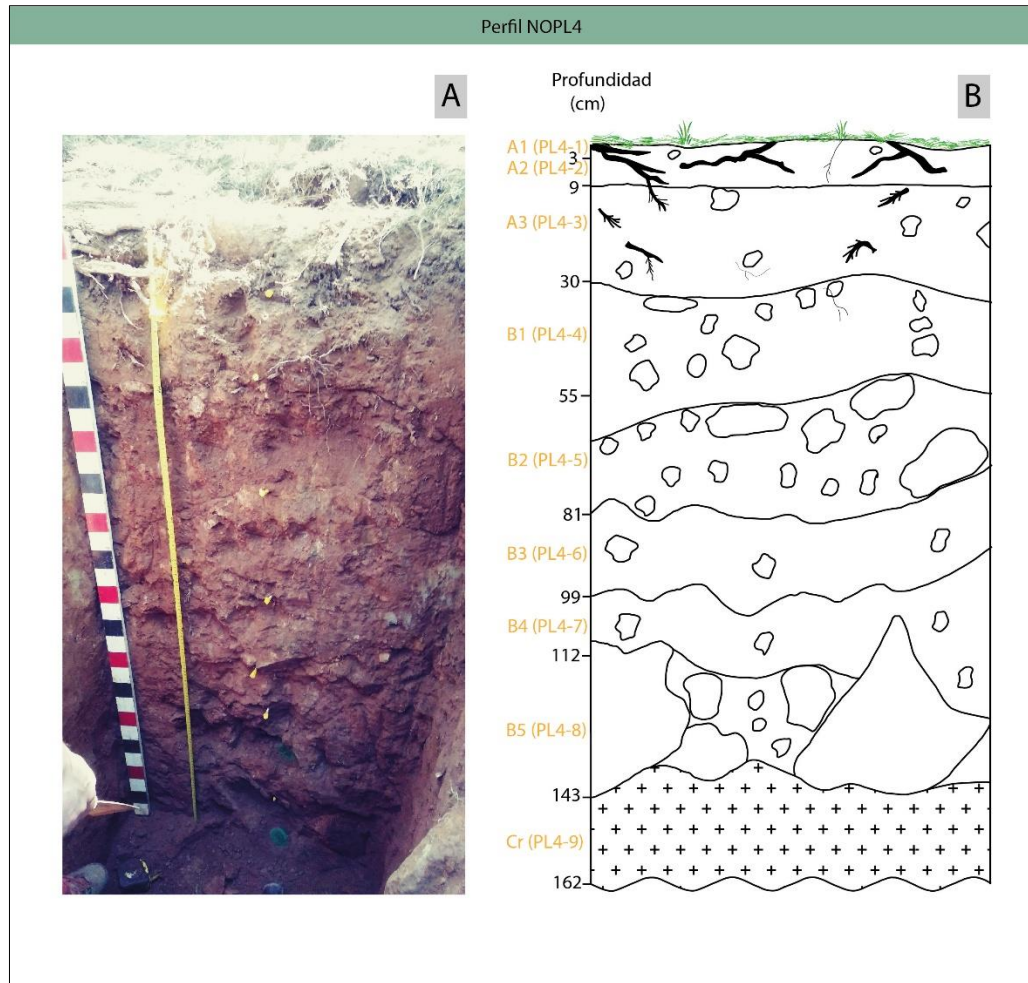 Perfil NOPL4
A
Profundidad
(cm)
B
A1 (PL4-1)
3
A2 (PL4-2)
9
A3 (PL4-3)
30
B1 (PL4-4)
55
B2 (PL4-5)
81
B3 (PL4-6)
99
B4 (PL4-7)
112
B5 (PL4-8)
143
Cr (PL4-9)
162